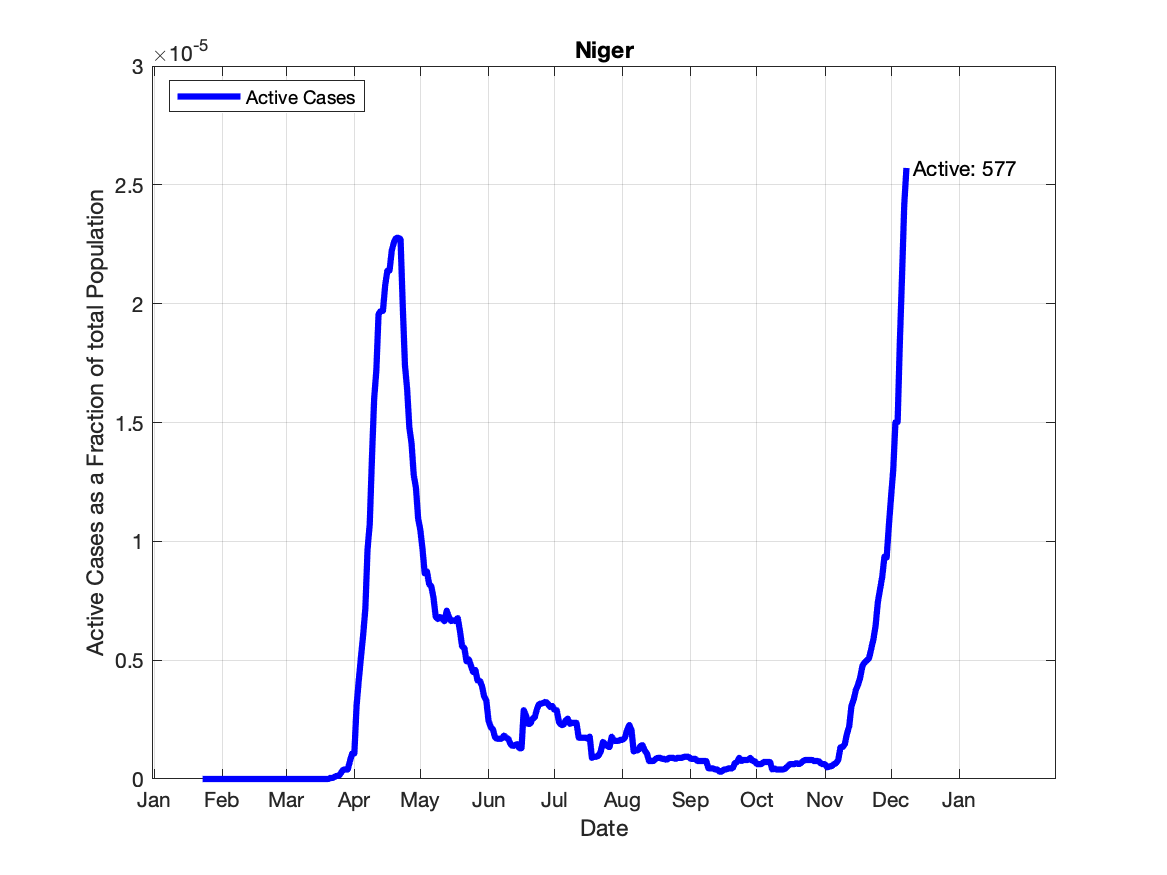 Niger
×10-5
3
Active Cases
Active: 577
2.5
2
1.5
1
0.5
0
Active Cases as a Fraction of total Population
Jan Feb Mar Apr May Jun Jul Aug Sep Oct Nov Dec Jan
Date